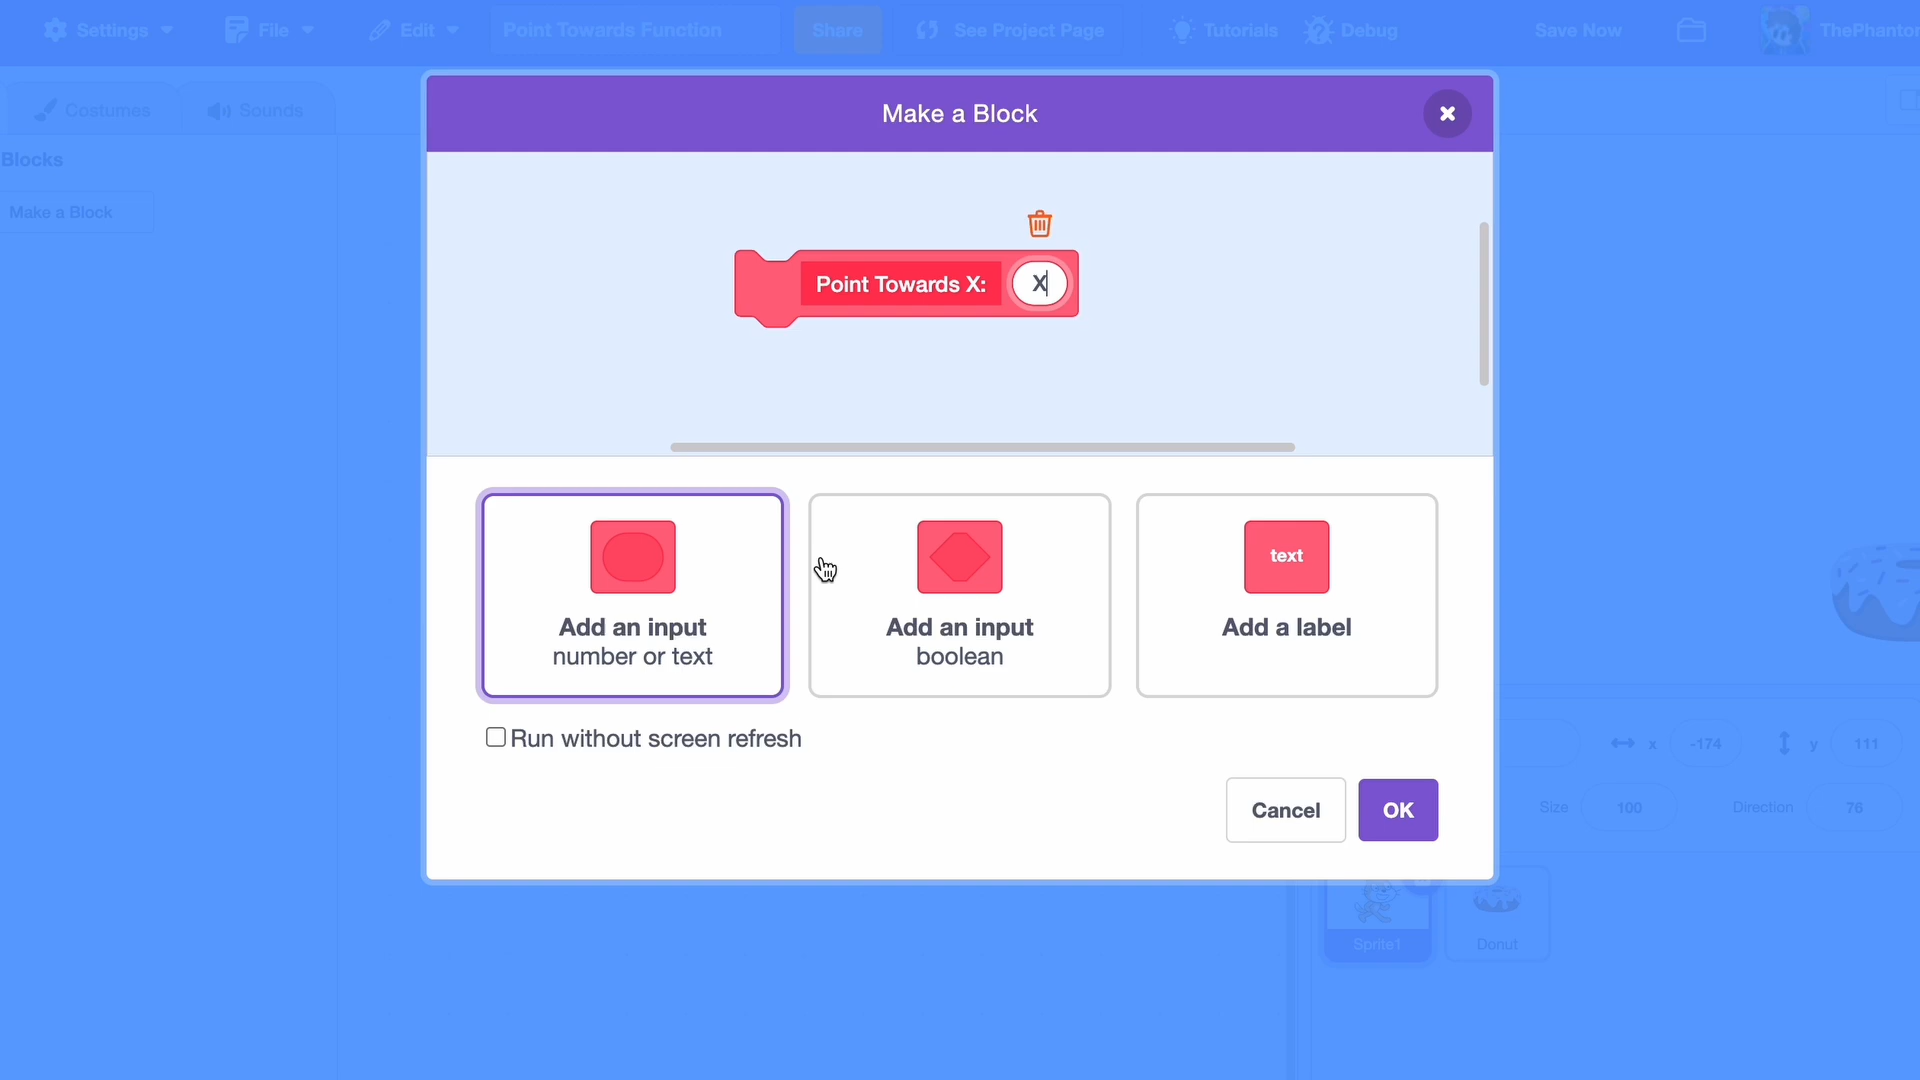 Settings File Edit Point Towards Function Share See Project Page Tutorials Debug Save Now ThePhantom
Costumes Sounds
Make a Block
Blocks
Make a Block
Point Towards X: X
text
Add an input
number or text
Add an input
boolean
Add a label
Run without screen refresh
x -174 y 111
Cancel OK
Size 100 Direction 76
Sprite1 Donut